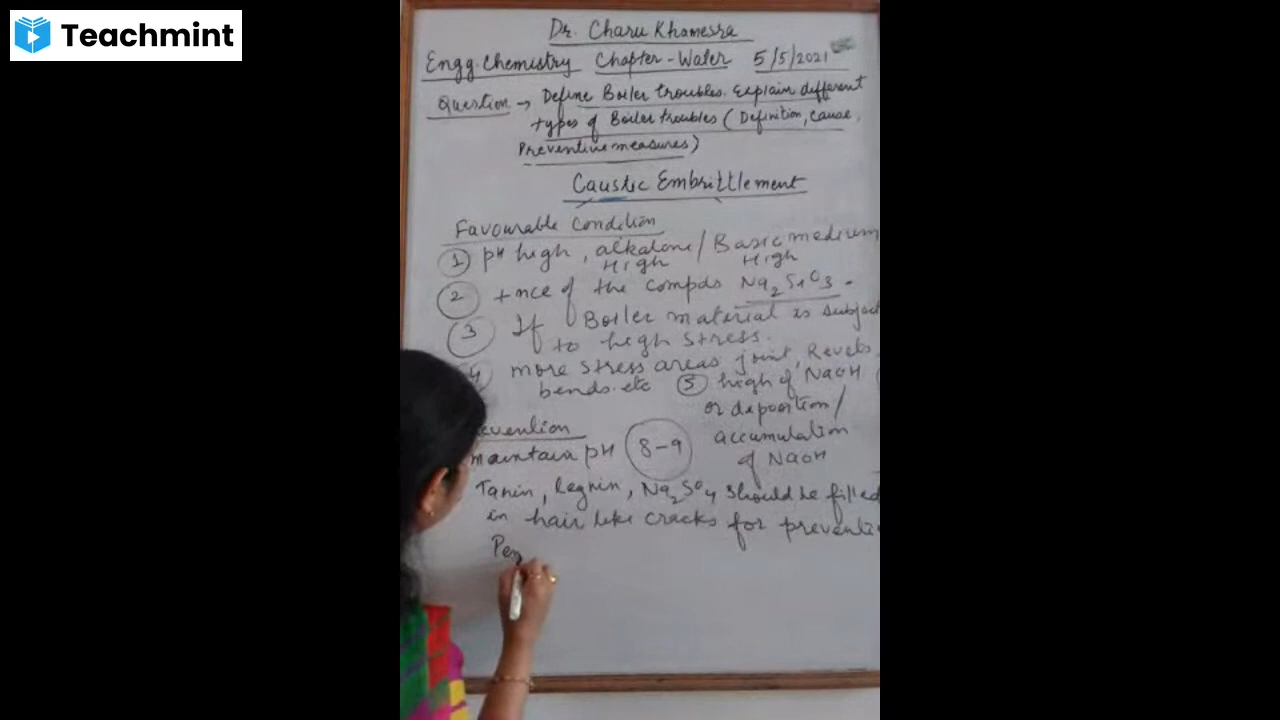 Teachmint
Dr. Charu Khamesra
Engg. Chemistry Chapter - Water 5/5/2021
Question → Define Boiler troubles. Explain different
types of Boiler troubles (Definition, cause,
Preventive measures)
Caustic Embrittlement
Favourable Condition
① pH high, alkaline / Basic medium
High High
② +nce of the compds Na2SiO3 -
③ If Boiler material is subject
to high stress.
④ more stress areas joint, Revets,
bends. etc ⑤ high of NaOH
or deposition/
accumulation
of NaOH
evention
maintain pH 8-9
Tanin, legnin, Na2SO4 should be filled
in hair like cracks for preventi
Pen